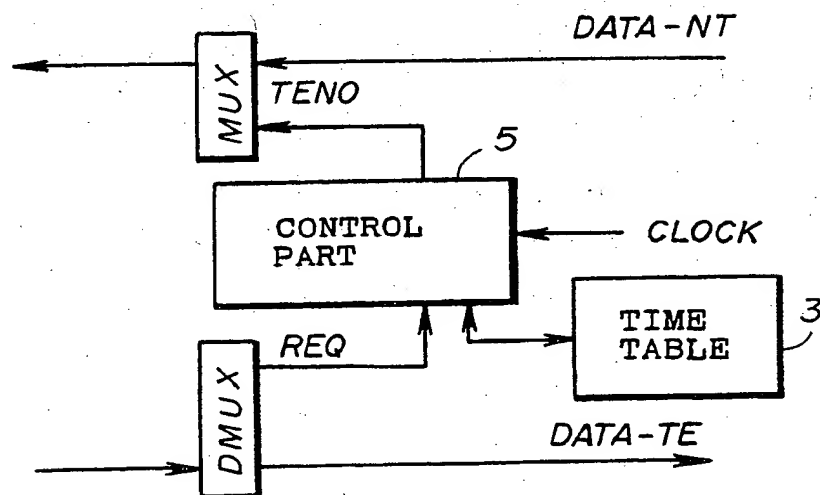 DATA-NT
MUX
TENO
5
CONTROL
PART
CLOCK
3
TIME
TABLE
REQ
DMUX
DATA-TE